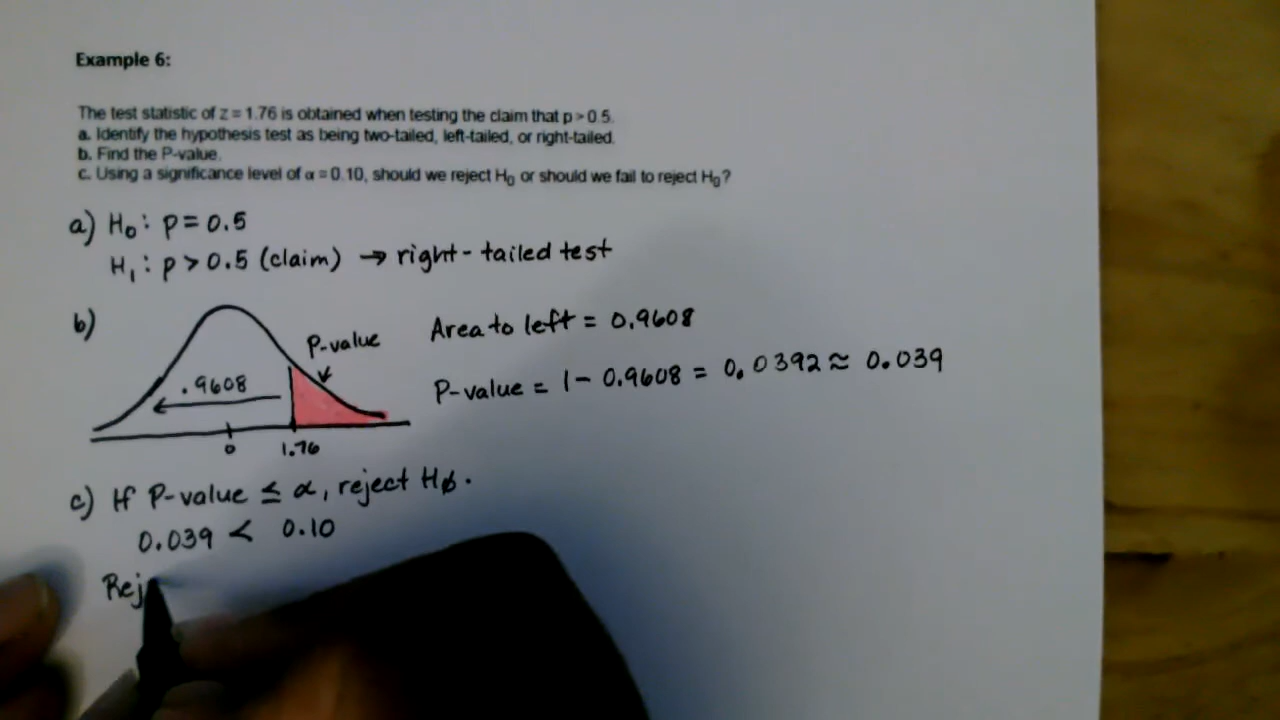 Example 6:
The test statistic of z = 1.76 is obtained when testing the claim that p > 0.5.
a. Identify the hypothesis test as being two-tailed, left-tailed, or right-tailed.
b. Find the P-value.
c. Using a significance level of α = 0.10, should we reject H₀ or should we fail to reject H₀?
a) H₀: p = 0.5
H₁: p > 0.5 (claim) → right-tailed test
b)
P-value
.9608
0 1.76
Area to left = 0.9608
P-value = 1 - 0.9608 = 0.0392 ≈ 0.039
c) If P-value ≤ α, reject H₀.
0.039 < 0.10
Rej